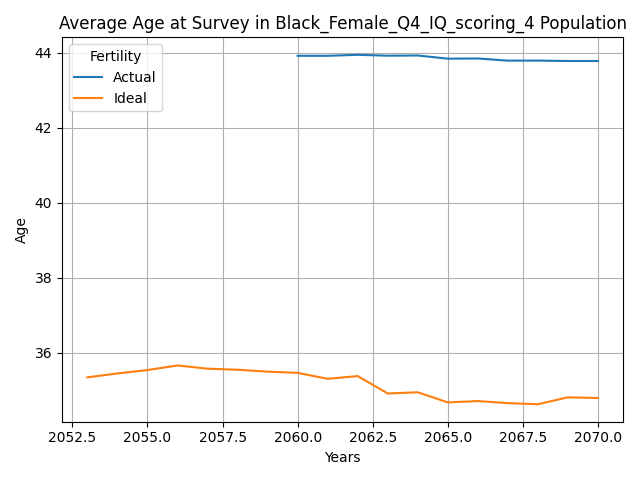 Average Age at Survey in Black_Female_Q4_IQ_scoring_4 Population
Fertility
Actual
Ideal
44
42
40
38
36
Age
2052.5 2055.0 2057.5 2060.0 2062.5 2065.0 2067.5 2070.0
Years